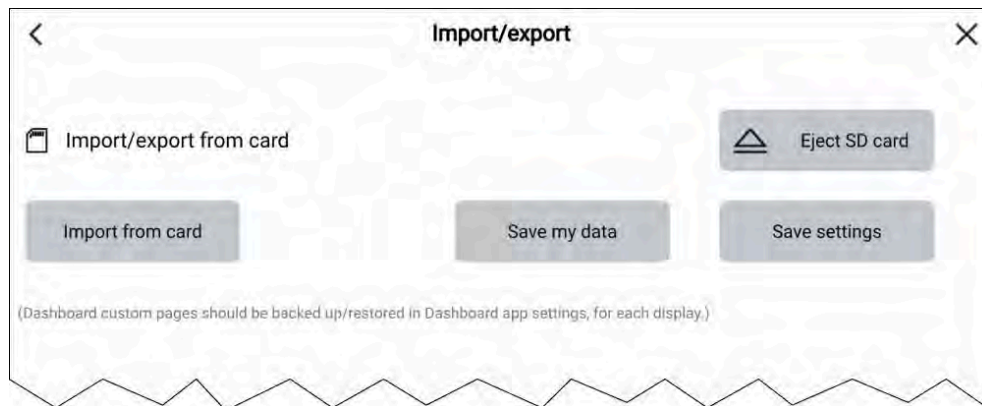 Import/export
Import/export from card
Eject SD card
Import from card
Save my data
Save settings
(Dashboard custom pages should be backed up/restored in Dashboard app settings, for each display.)